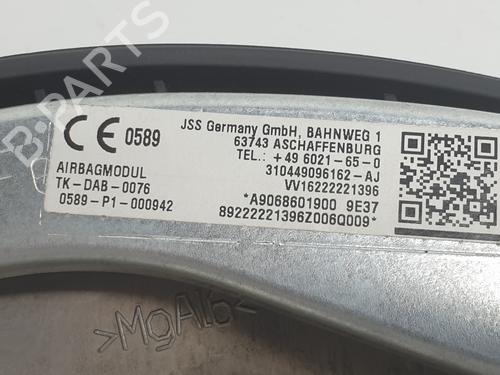 CE 0589
AIRBAGMODUL
TK-DAB-0076
0589-P1-000942
JSS Germany GmbH, BAHNWEG 1
63743 ASCHAFFENBURG
TEL.: +49 6021-65-0
310449096162-AJ
VV16222221396
*A9068601900 9E37
89222221396Z006Q009*
B-PARTS